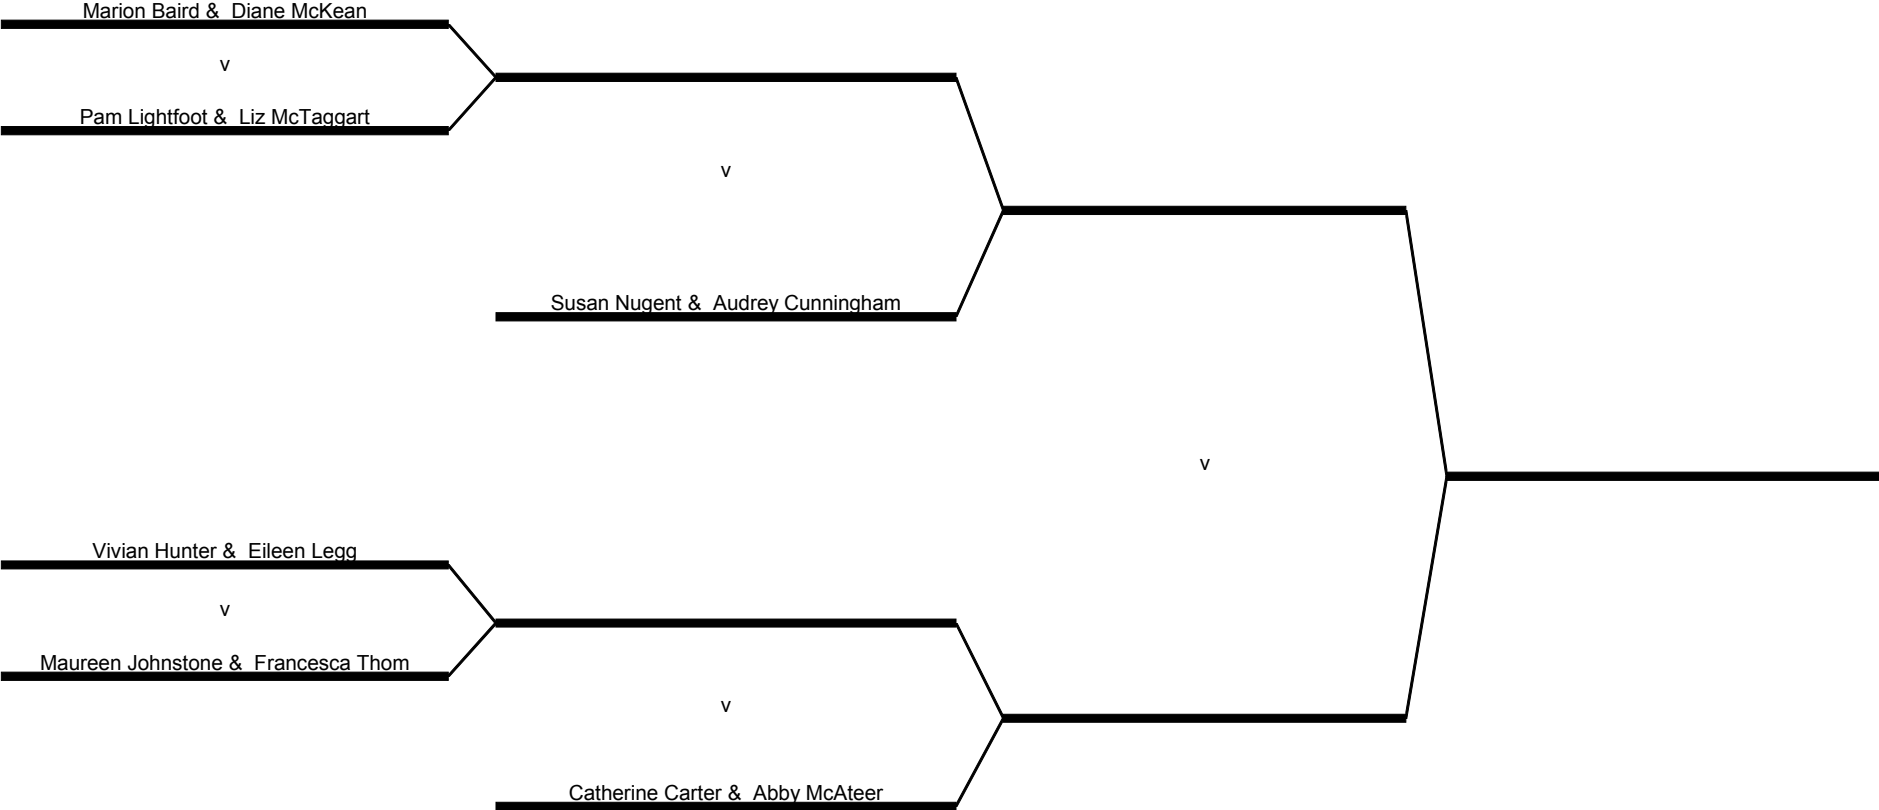 Marion Baird & Diane McKean
v
Pam Lightfoot & Liz McTaggart
v
Susan Nugent & Audrey Cunningham
v
Vivian Hunter & Eileen Legg
v
Maureen Johnstone & Francesca Thom
v
Catherine Carter & Abby McAteer